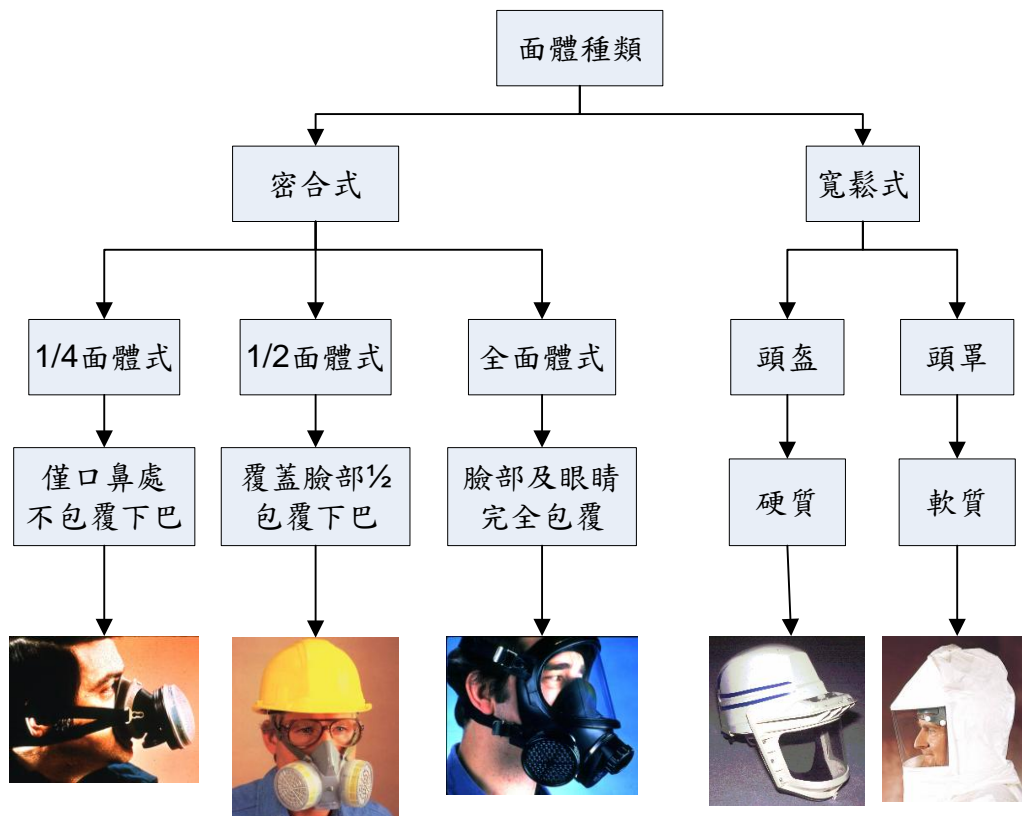 面體種類
密合式
寬鬆式
1/4面體式
1/2面體式
全面體式
頭盔
頭罩
僅口鼻處
不包覆下巴
覆蓋臉部½
包覆下巴
臉部及眼睛
完全包覆
硬質
軟質